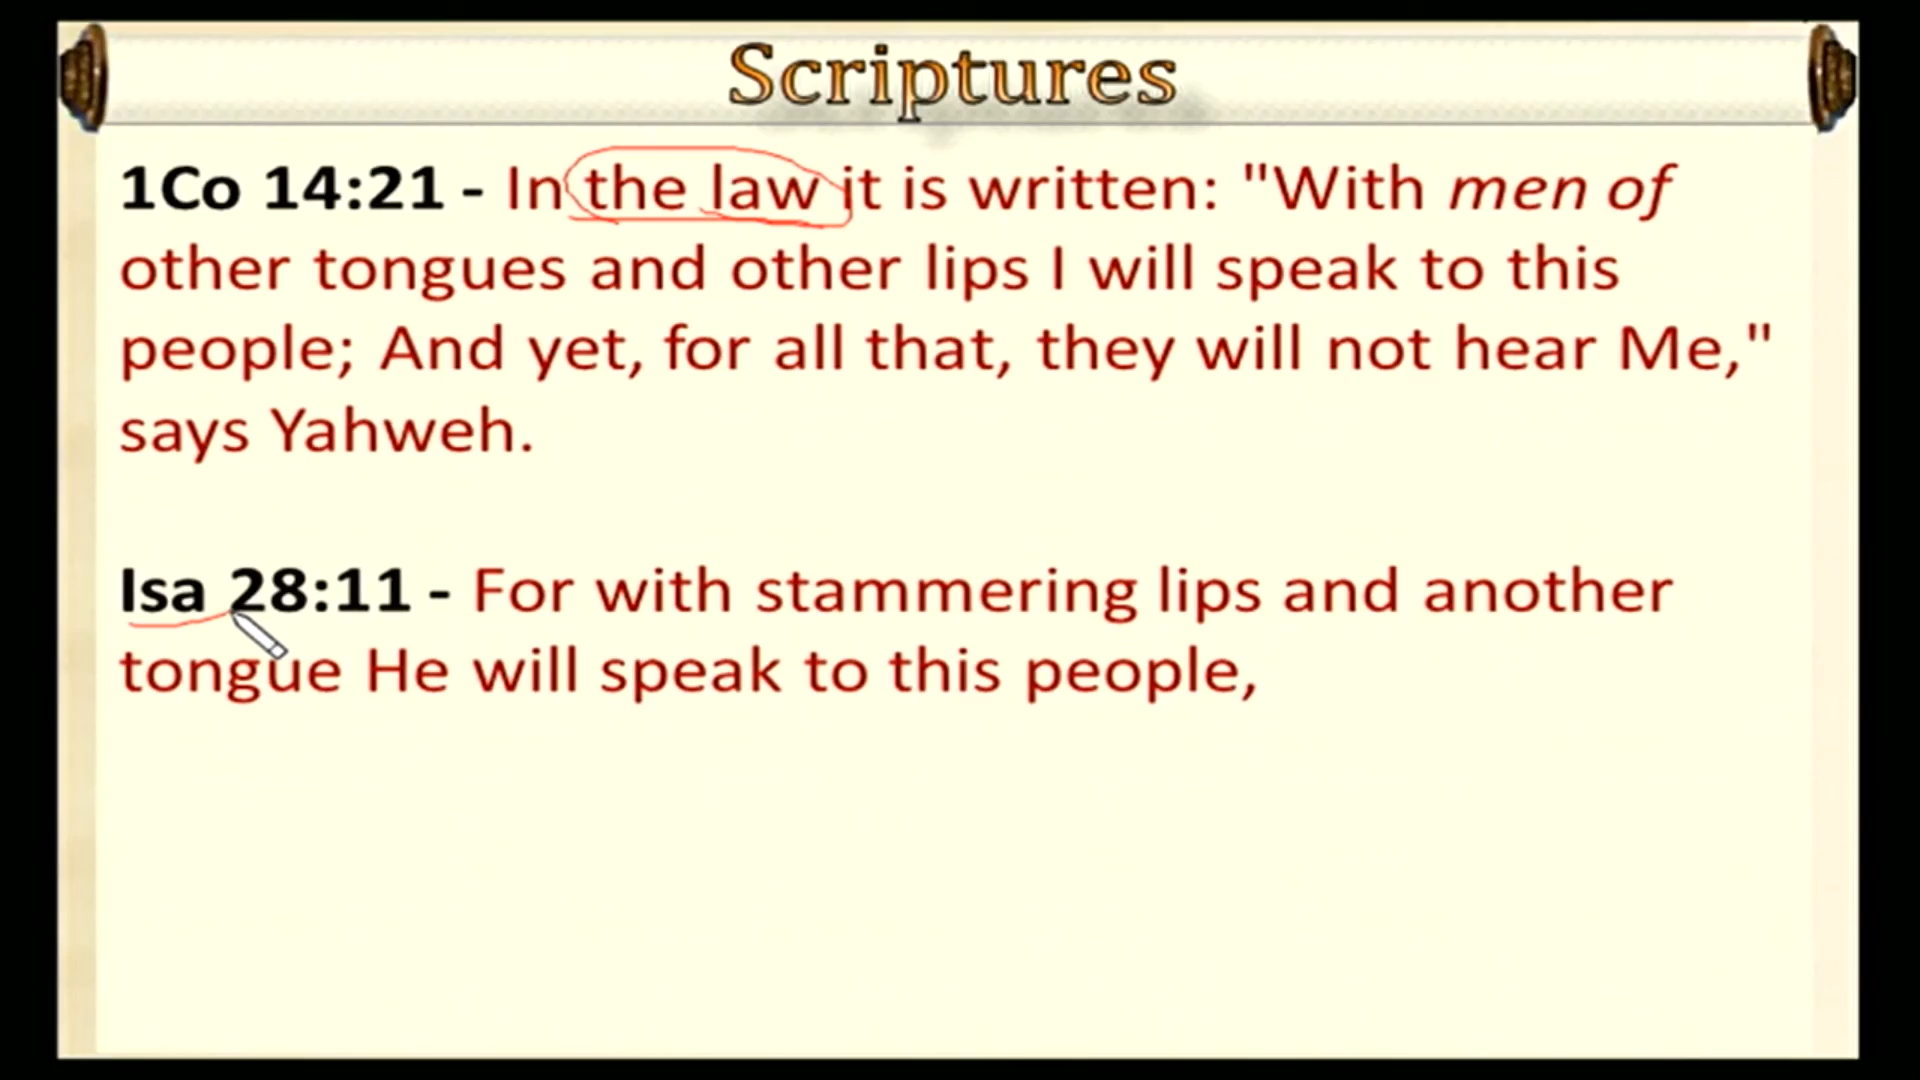 Scriptures
1Co 14:21 - In the law it is written: "With men of
other tongues and other lips I will speak to this
people; And yet, for all that, they will not hear Me,"
says Yahweh.
Isa 28:11 - For with stammering lips and another
tongue He will speak to this people,